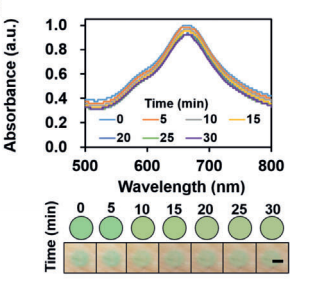 Absorbance (a.u.)
1.0
0.8
0.6
0.4
0.2
0.0
Time (min)
0 5 10 15
20 25 30
500 600 700 800
Wavelength (nm)
Time (min)
0 5 10 15 20 25 30